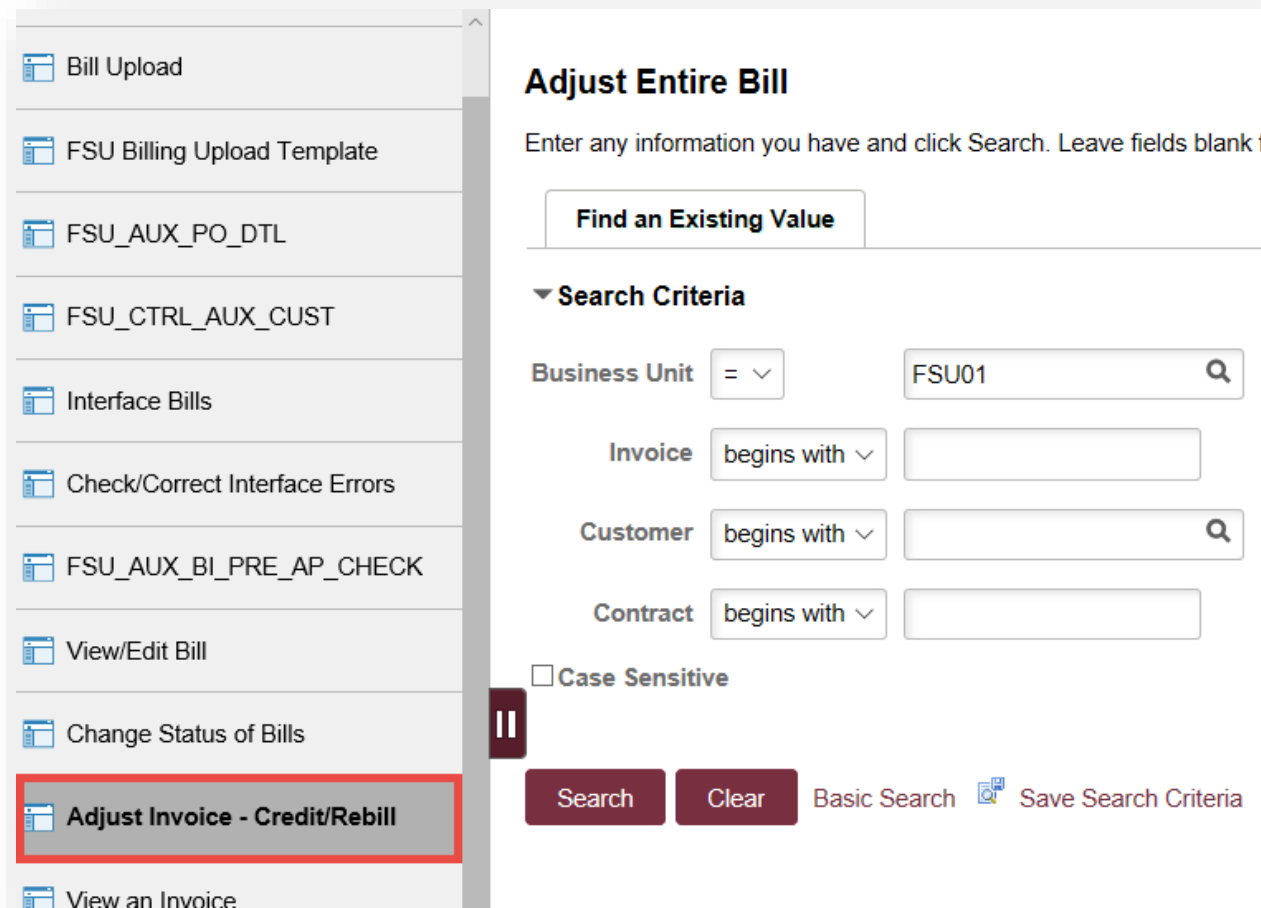 Bill Upload
FSU Billing Upload Template
FSU_AUX_PO_DTL
FSU_CTRL_AUX_CUST
Interface Bills
Check/Correct Interface Errors
FSU_AUX_BI_PRE_AP_CHECK
View/Edit Bill
Change Status of Bills
Adjust Invoice - Credit/Rebill
View an Invoice
Adjust Entire Bill
Enter any information you have and click Search. Leave fields blank
Find an Existing Value
Search Criteria
Business Unit = FSU01
Invoice begins with
Customer begins with
Contract begins with
Case Sensitive
Search Clear Basic Search Save Search Criteria